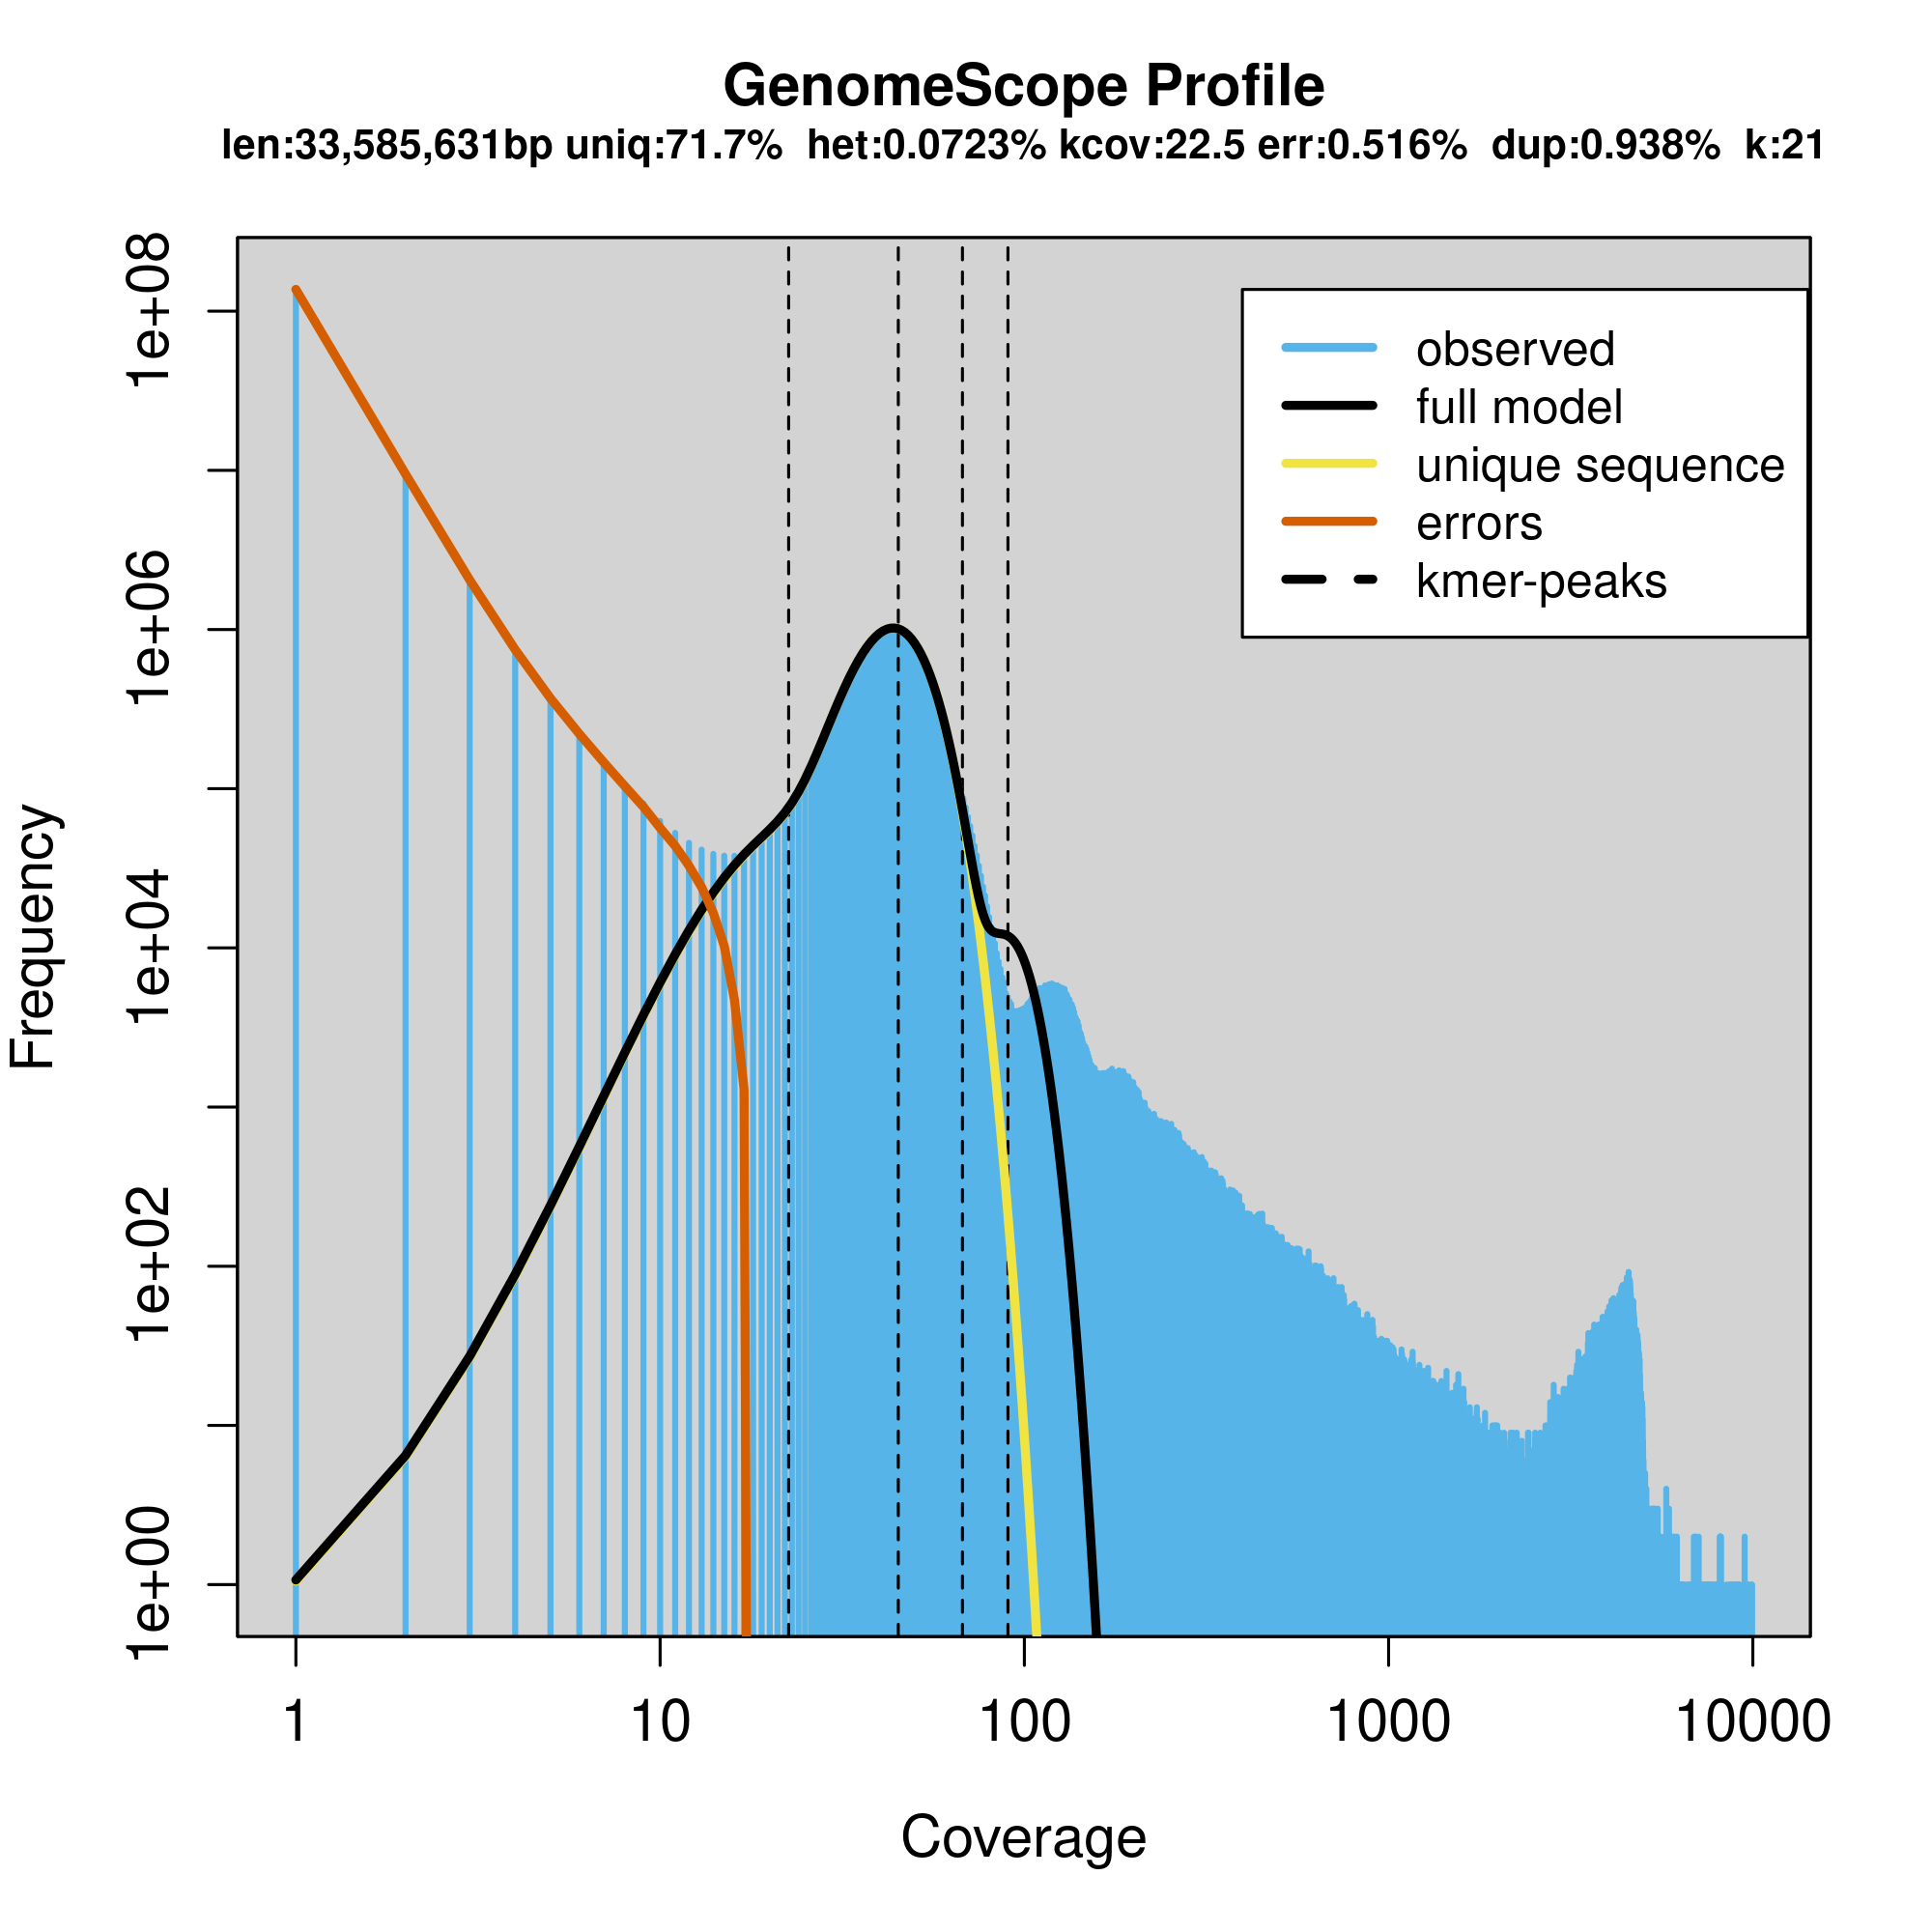 GenomeScope Profile
len:33,585,631bp uniq:71.7% het:0.0723% kcov:22.5 err:0.516% dup:0.938% k:21
1e+08
1e+06
1e+04
1e+02
1e+00
Frequency
observed
full model
unique sequence
errors
kmer-peaks
1 10 100 1000 10000
Coverage